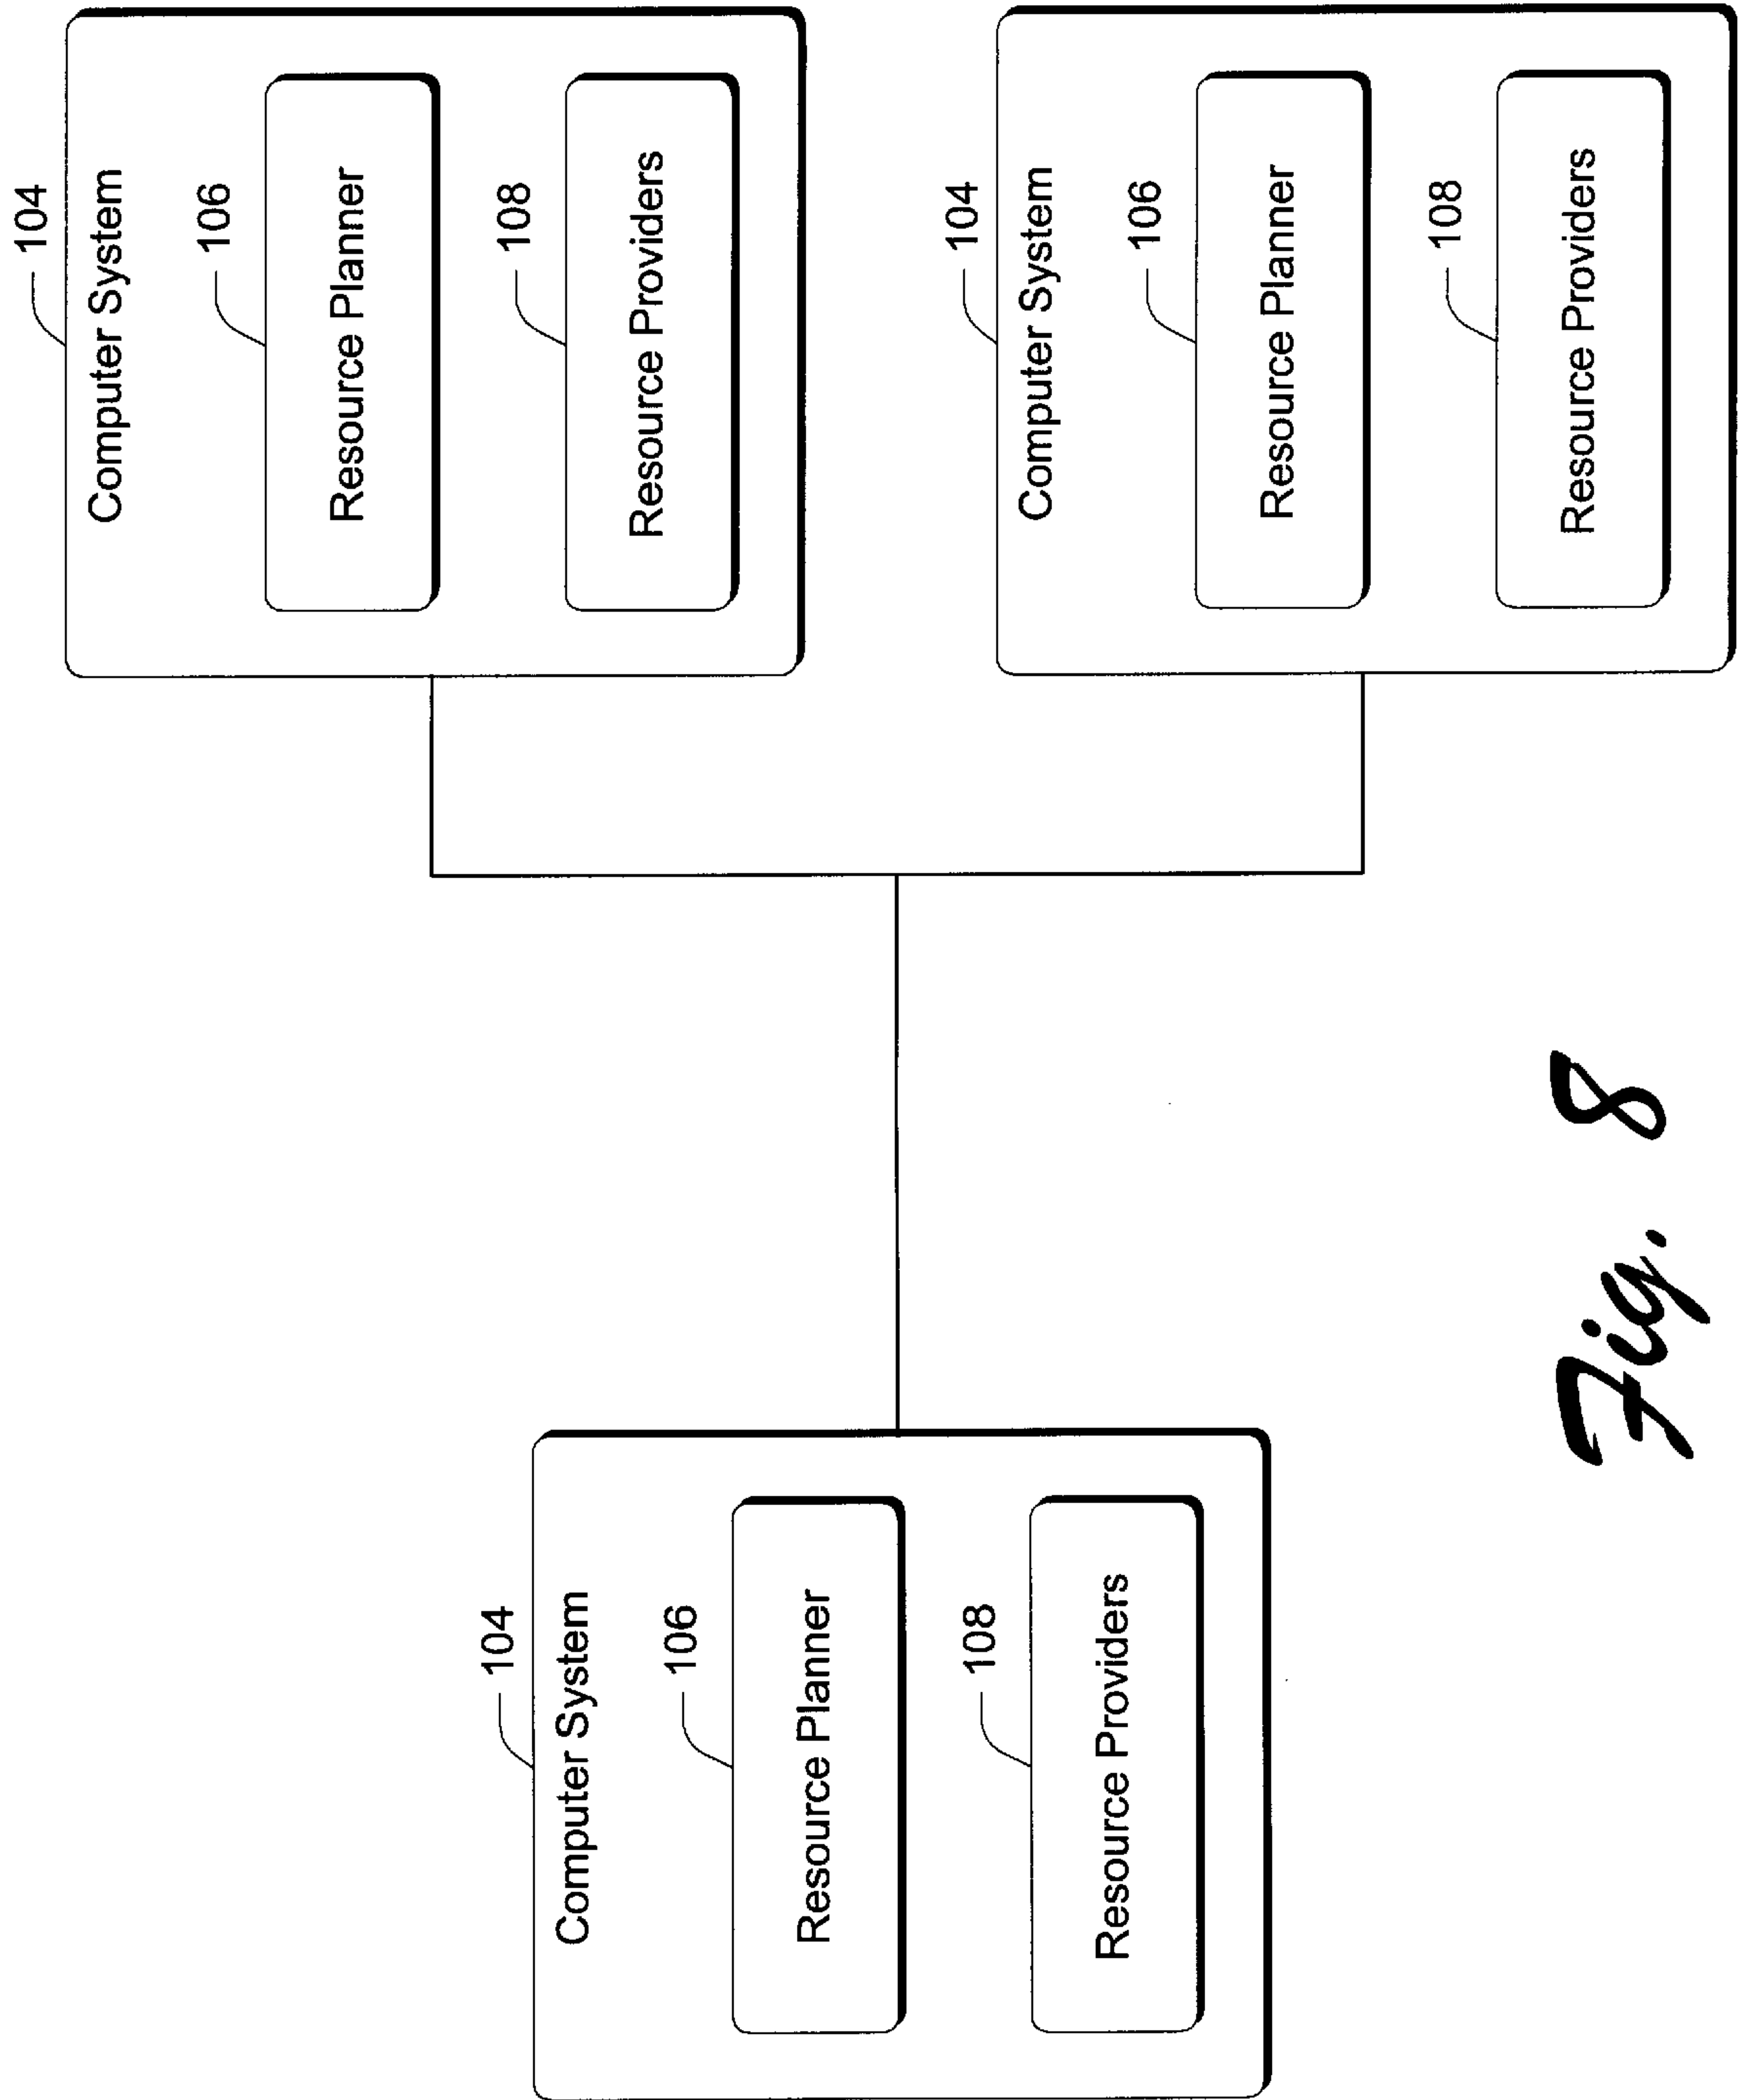 104
Computer System
106
Resource Planner
108
Resource Providers
104
Computer System
106
Resource Planner
108
Resource Providers
104
Computer System
106
Resource Planner
108
Resource Providers
Fig. 8